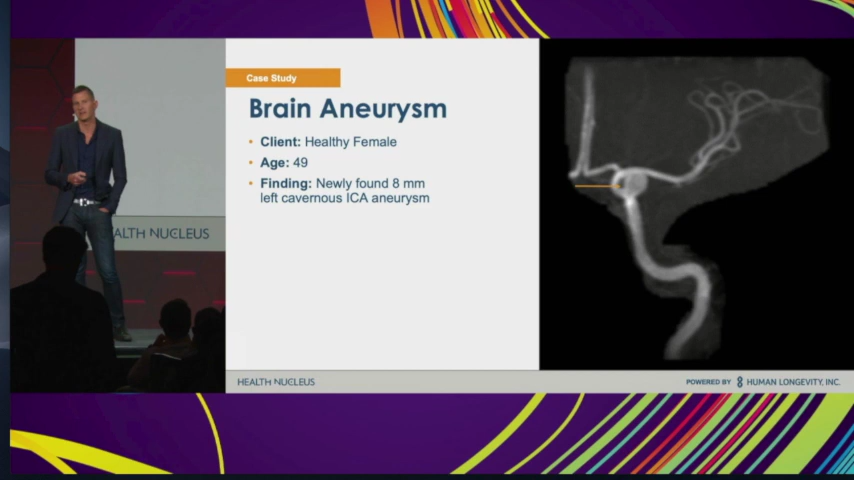 ALTH NUCLEUS
Case Study
Brain Aneurysm
• Client: Healthy Female
• Age: 49
• Finding: Newly found 8 mm
left cavernous ICA aneurysm
HEALTH NUCLEUS
POWERED BY HUMAN LONGEVITY, INC.